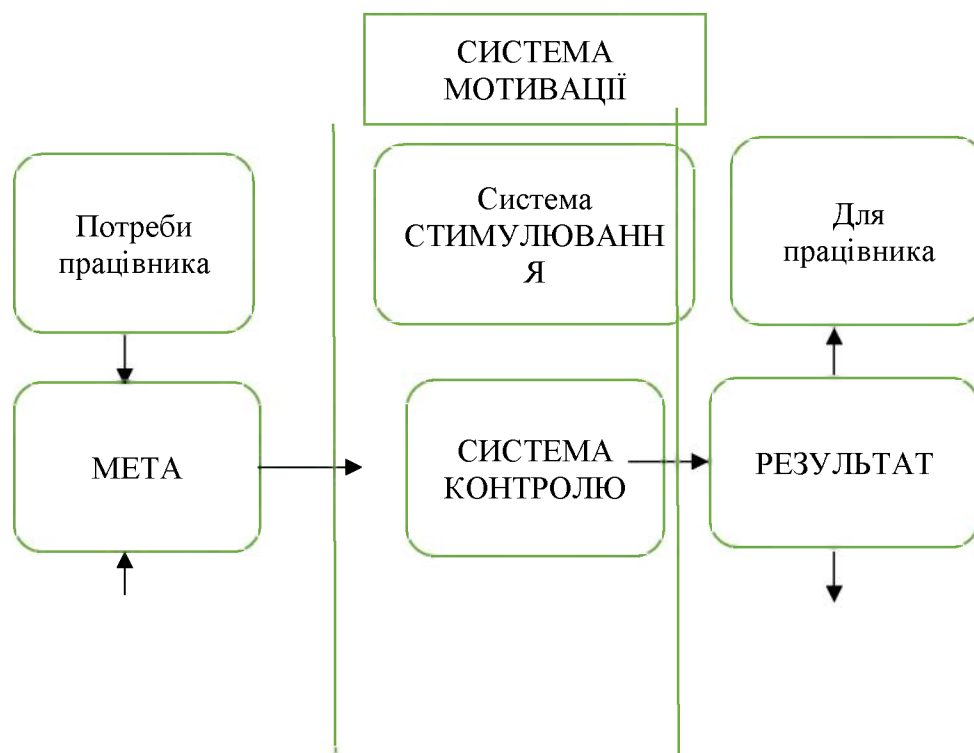 СИСТЕМА
МОТИВАЦІЇ
Потреби
працівника
Система
СТИМУЛЮВАНН
Я
Для
працівника
МЕТА
СИСТЕМА
КОНТРОЛЮ
РЕЗУЛЬТАТ